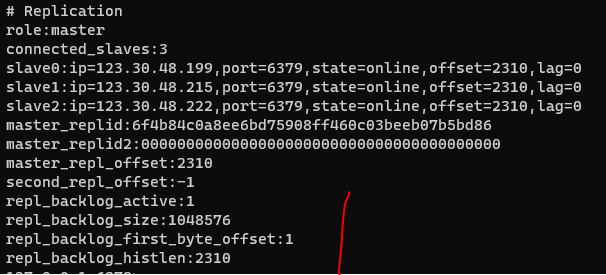 # Replication
role:master
connected_slaves:3
slave0:ip=123.30.48.199,port=6379,state=online,offset=2310,lag=0
slave1:ip=123.30.48.215,port=6379,state=online,offset=2310,lag=0
slave2:ip=123.30.48.222,port=6379,state=online,offset=2310,lag=0
master_replid:6f4b84c0a8ee6bd75908ff460c03beeb07b5bd86
master_replid2:0000000000000000000000000000000000000000
master_repl_offset:2310
second_repl_offset:-1
repl_backlog_active:1
repl_backlog_size:1048576
repl_backlog_first_byte_offset:1
repl_backlog_histlen:2310